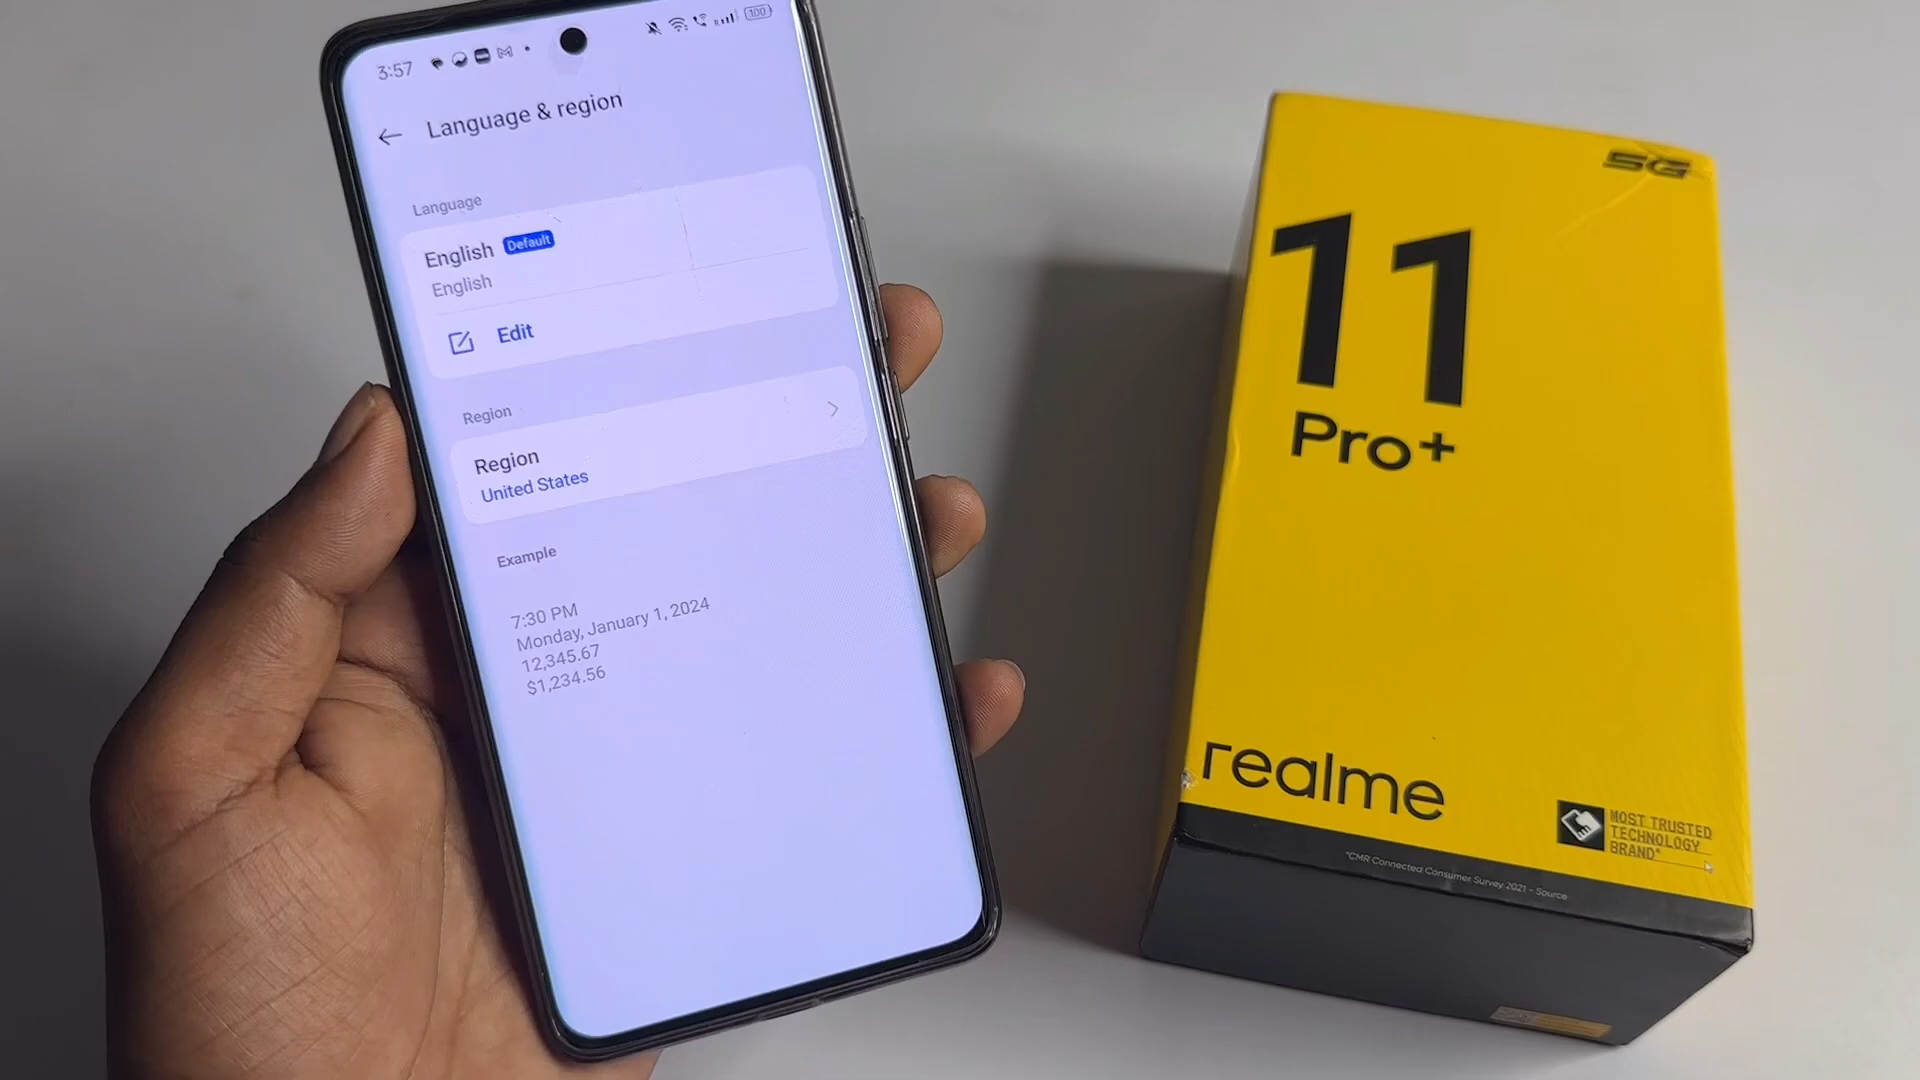 3:57
100
Language & region
Language
English Default
English
Edit
Region
Region
United States
Example
7:30 PM
Monday, January 1, 2024
12,345.67
$1,234.56
5G
11
Pro+
realme
MOST TRUSTED
TECHNOLOGY
BRAND*
*CMR Connected Consumer Survey 2021 - Source